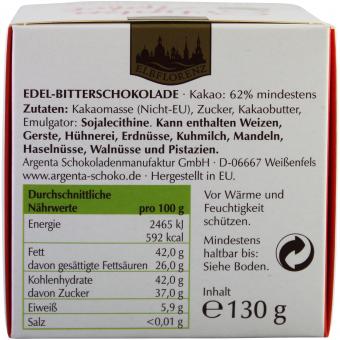 ELBFLORENZ
EDEL-BITTERSCHOKOLADE · Kakao: 62% mindestens
Zutaten: Kakaomasse (Nicht-EU), Zucker, Kakaobutter,
Emulgator: Sojalecithine. Kann enthalten Weizen,
Gerste, Hühnerei, Erdnüsse, Kuhmilch, Mandeln,
Haselnüsse, Walnüsse und Pistazien.
Argenta Schokoladenmanufaktur GmbH · D-06667 Weißenfels
www.argenta-schoko.de · Hergestellt in EU.
Durchschnittliche
Nährwerte pro 100 g
Energie 2465 kJ
592 kcal
Fett 42,0 g
davon gesättigte Fettsäuren 26,0 g
Kohlenhydrate 42,0 g
davon Zucker 37,0 g
Eiweiß 5,9 g
Salz <0,01 g
Vor Wärme und
Feuchtigkeit
schützen.
Mindestens
haltbar bis:
Siehe Boden.
Inhalt
℮ 130 g